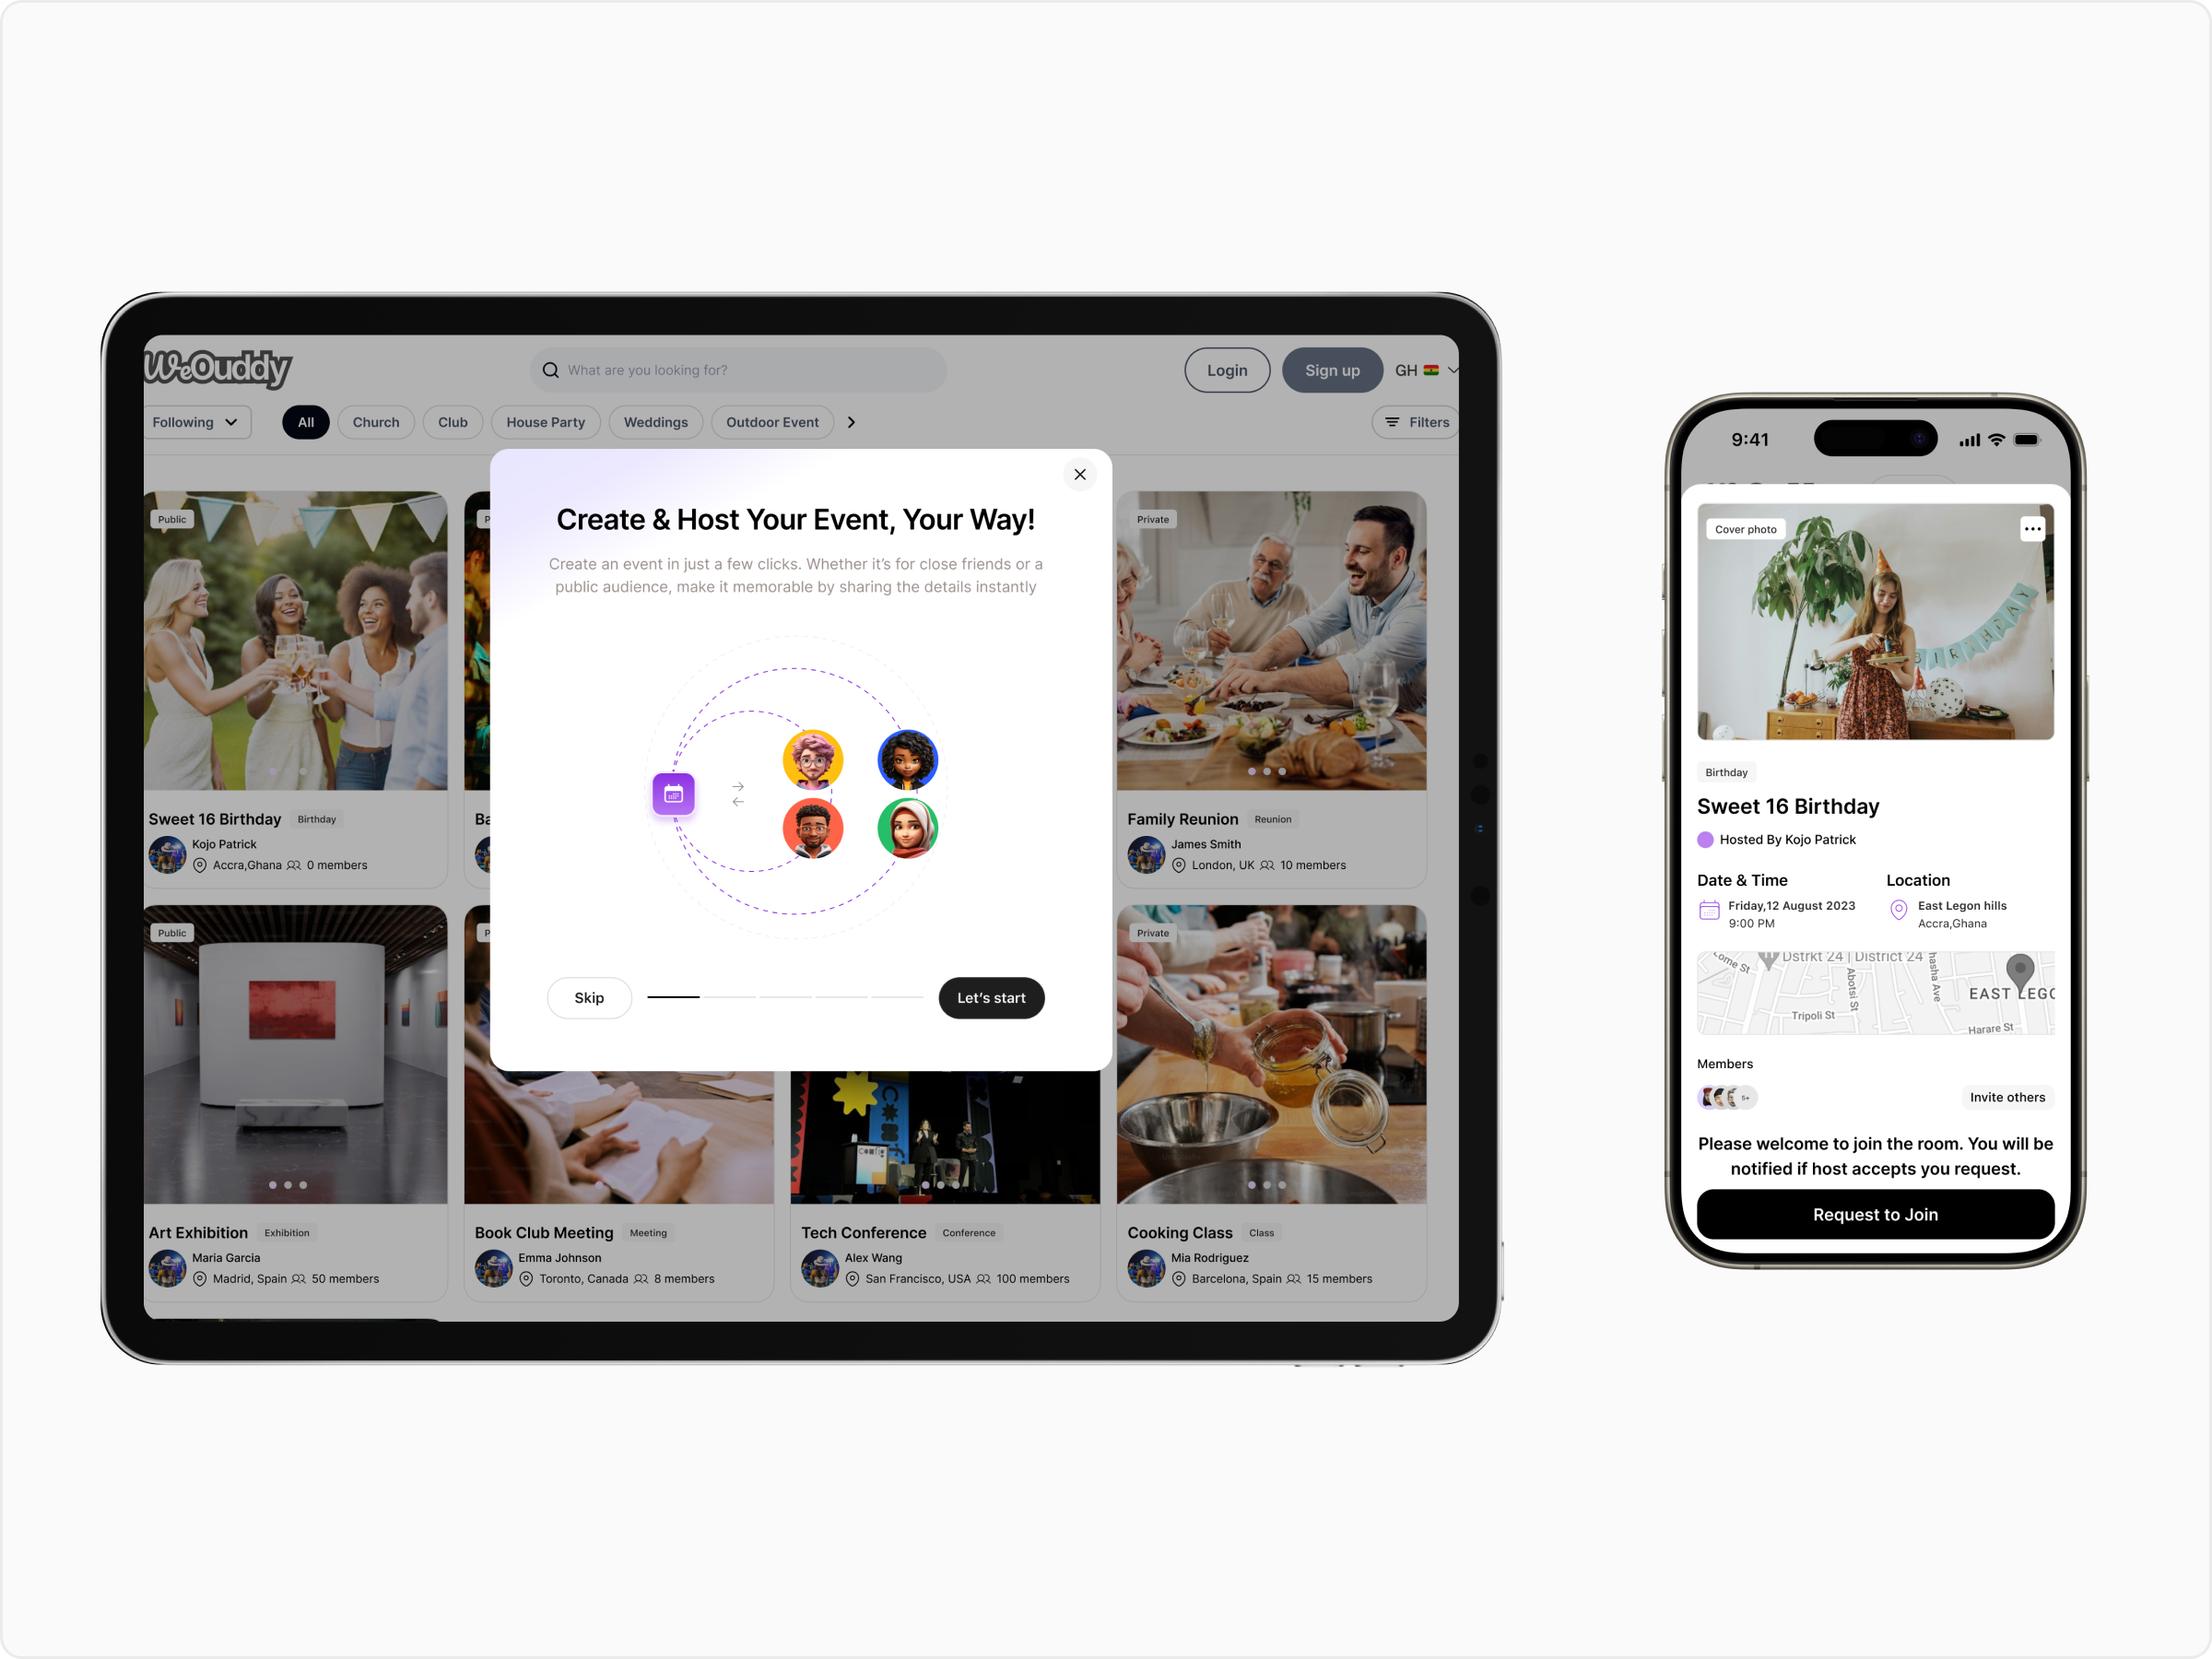 WeOuddy
What are you looking for?
Login
Sign up
GH
Following
All
Church
Club
House Party
Weddings
Outdoor Event
Filters
Create & Host Your Event, Your Way!
Create an event in just a few clicks. Whether it's for close friends or a
public audience, make it memorable by sharing the details instantly
Skip
Let's start
Public
Sweet 16 Birthday
Birthday
Kojo Patrick
Accra,Ghana
0 members
P
Ba
Private
Family Reunion
Reunion
James Smith
London, UK
10 members
Public
Art Exhibition
Exhibition
Maria Garcia
Madrid, Spain
50 members
P
Book Club Meeting
Meeting
Emma Johnson
Toronto, Canada
8 members
Tech Conference
Conference
Alex Wang
San Francisco, USA
100 members
Private
Cooking Class
Class
Mia Rodriguez
Barcelona, Spain
15 members
9:41
Cover photo
BIRTHDAY
Birthday
Sweet 16 Birthday
Hosted By Kojo Patrick
Date & Time
Friday,12 August 2023
9:00 PM
Location
East Legon hills
Accra,Ghana
Lome St
Dstrkt 24 | District 24
Abotsi St
hasha Ave
EAST LEGO
Tripoli St
Harare St
Members
5+
Invite others
Please welcome to join the room. You will be
notified if host accepts you request.
Request to Join